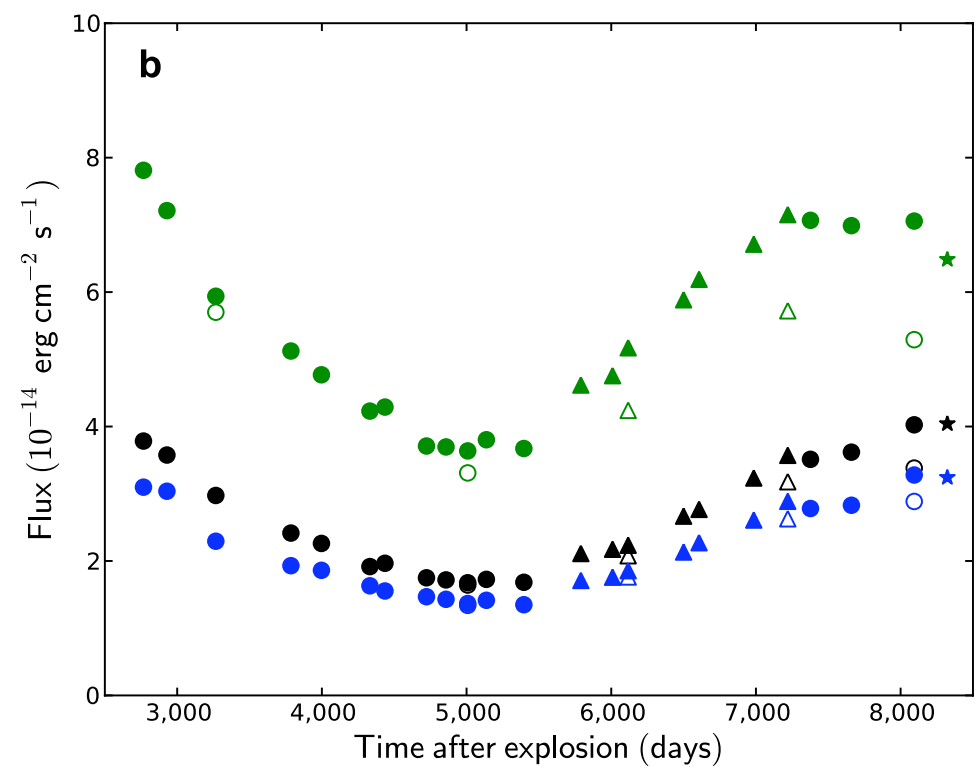 b
10
8
6
4
2
0
Flux (10⁻¹⁴ erg cm⁻² s⁻¹)
3,000 4,000 5,000 6,000 7,000 8,000
Time after explosion (days)